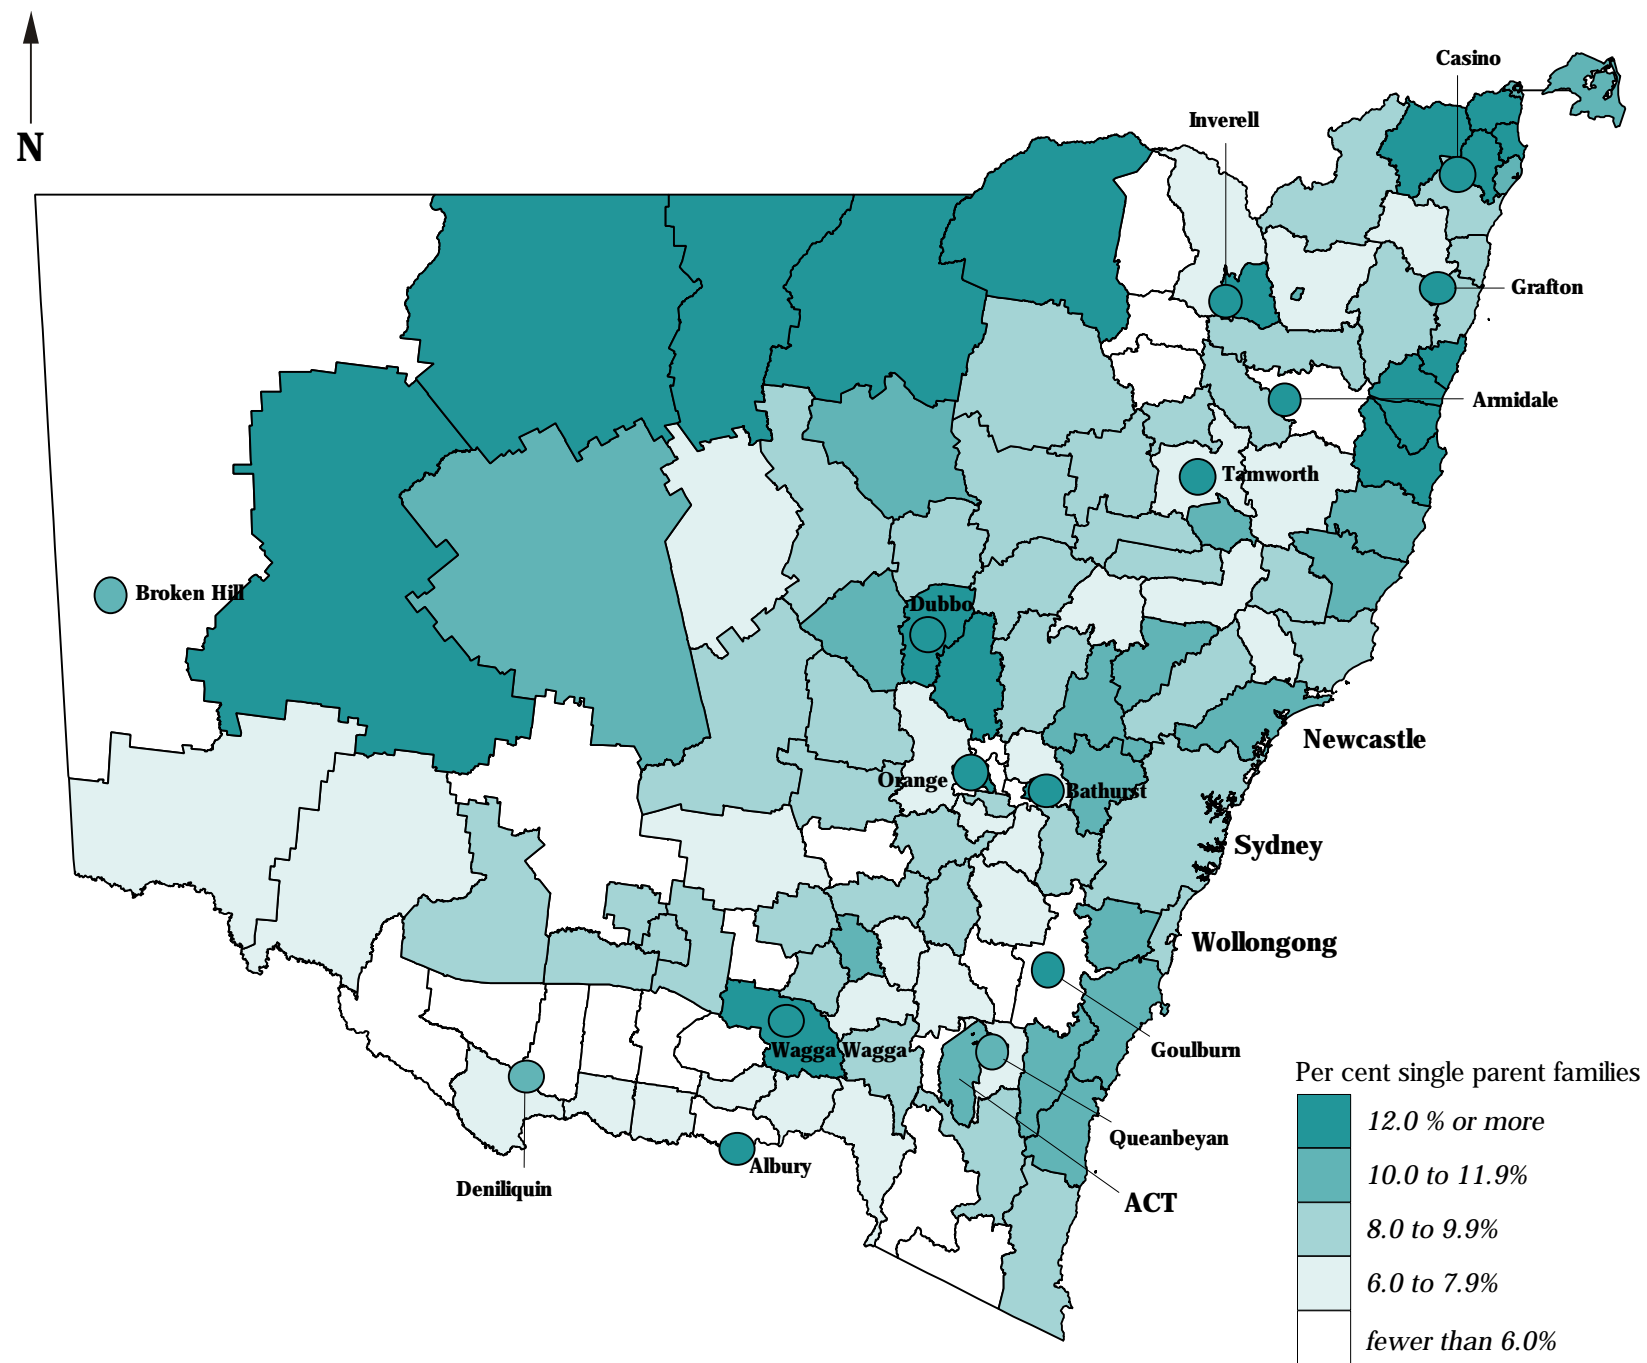 Casino
Inverell
N
Grafton
Armidale
Tamworth
Broken Hill
Dubbo
Newcastle
Orange
Bathurst
Sydney
Wollongong
Goulburn
Wagga Wagga
Per cent single parent families
12.0 % or more
Queanbeyan
Albury
10.0 to 11.9%
Deniliquin
ACT
8.0 to 9.9%
6.0 to 7.9%
fewer than 6.0%